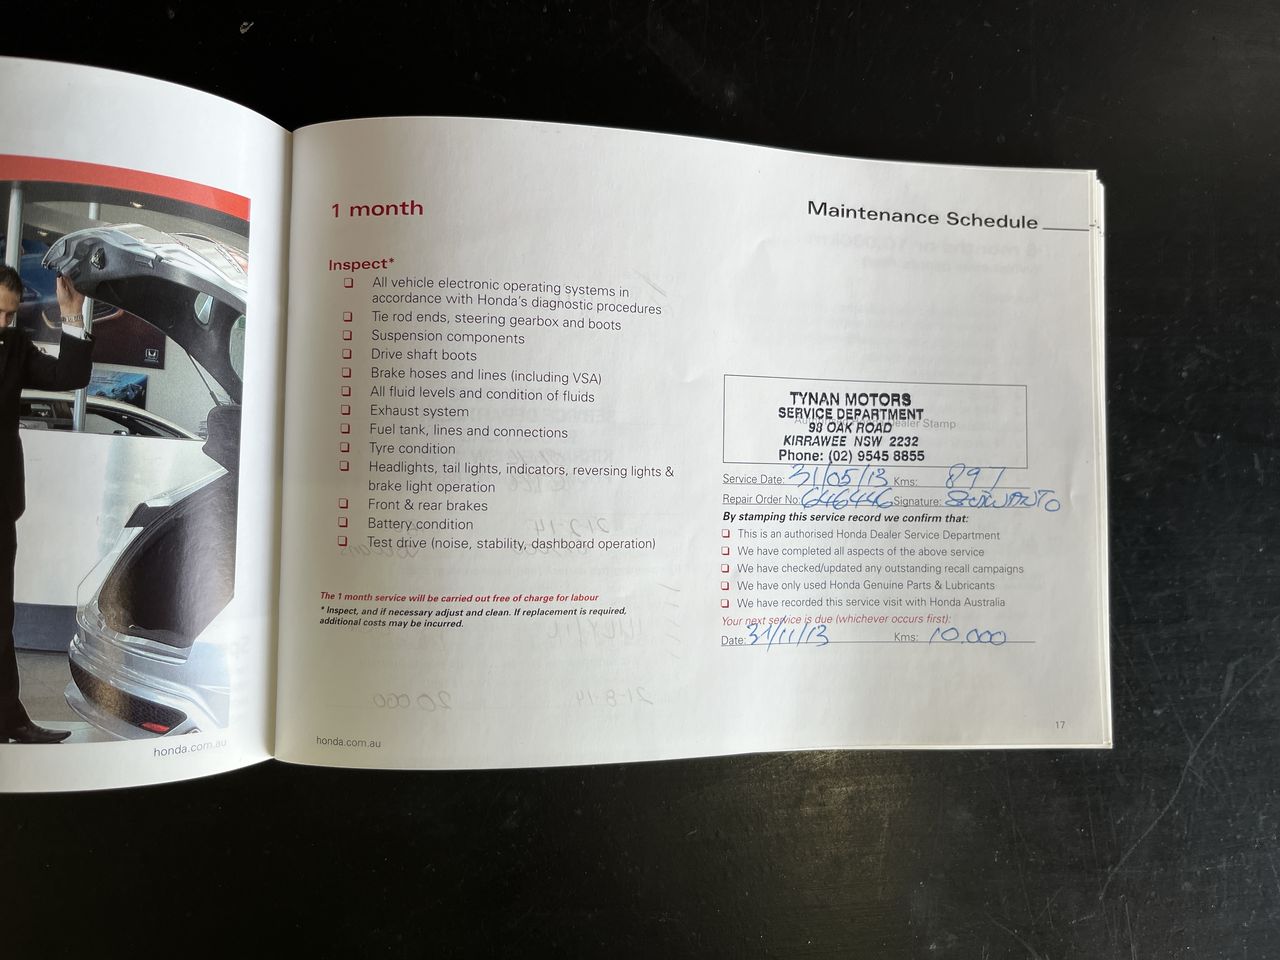 1 month
Inspect*
❑ All vehicle electronic operating systems in
accordance with Honda's diagnostic procedures
❑ Tie rod ends, steering gearbox and boots
❑ Suspension components
❑ Drive shaft boots
❑ Brake hoses and lines (including VSA)
❑ All fluid levels and condition of fluids
❑ Exhaust system
❑ Fuel tank, lines and connections
❑ Tyre condition
❑ Headlights, tail lights, indicators, reversing lights &
brake light operation
❑ Front & rear brakes
❑ Battery condition
❑ Test drive (noise, stability, dashboard operation)
The 1 month service will be carried out free of charge for labour
* Inspect, and if necessary adjust and clean. If replacement is required,
additional costs may be incurred.
honda.com.au
honda.com.au
Maintenance Schedule
TYNAN MOTORS
SERVICE DEPARTMENT
Dealer Stamp
98 OAK ROAD
KIRRAWEE NSW 2232
Phone: (02) 9545 8855
Service Date: 31/05/13 Kms: 897
Repair Order No: 646446 Signature:
By stamping this service record we confirm that:
❑ This is an authorised Honda Dealer Service Department
❑ We have completed all aspects of the above service
❑ We have checked/updated any outstanding recall campaigns
❑ We have only used Honda Genuine Parts & Lubricants
❑ We have recorded this service visit with Honda Australia
Your next service is due (whichever occurs first):
Date: 31/11/13 Kms: 10.000
17